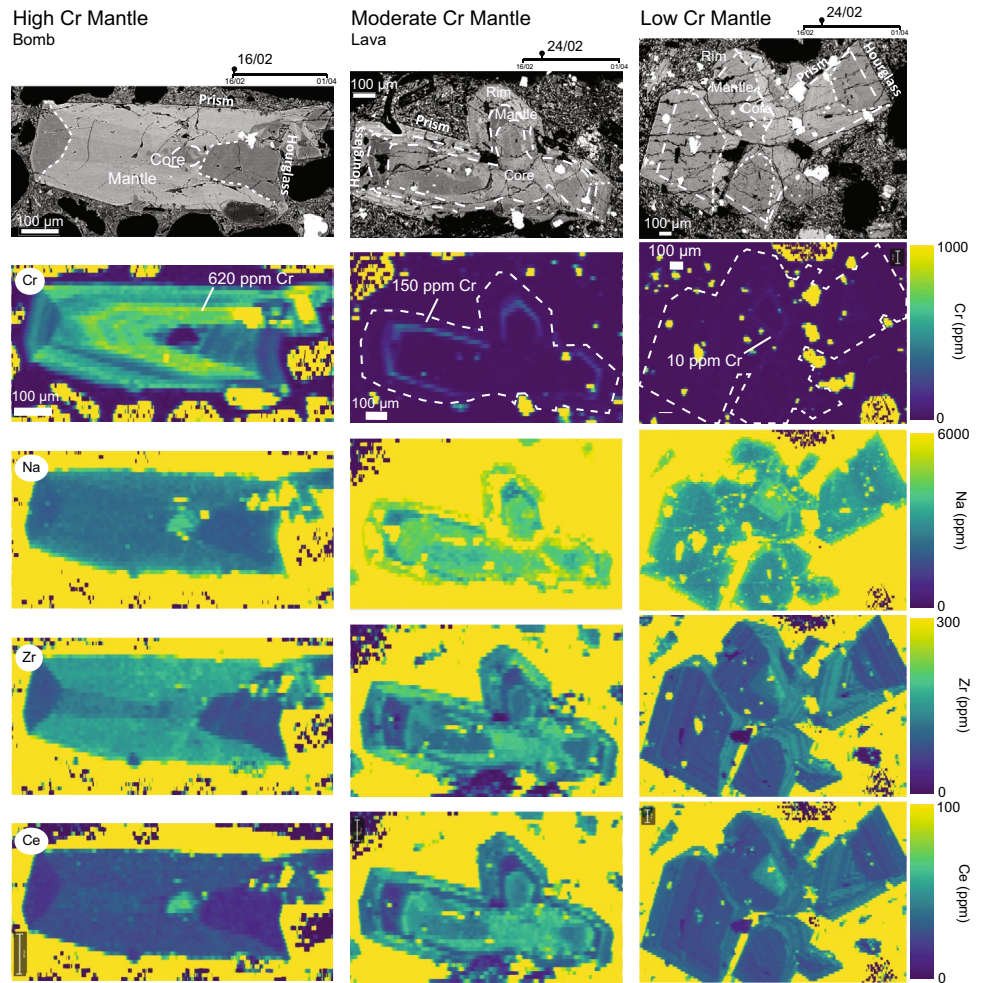 High Cr Mantle
Bomb
16/02
16/02
01/04
Moderate Cr Mantle
Lava
24/02
16/02
01/04
Low Cr Mantle
24/02
16/02
01/04
Prism
Core
Mantle
Hourglass
100 µm
100 µm
Rim
Mantle
Prism
Hourglass
Core
Rim
Mantle
Core
Prism
Hourglass
100 µm
Cr
620 ppm Cr
100 µm
150 ppm Cr
100 µm
100 µm
10 ppm Cr
1000
Cr (ppm)
0
Na
6000
Na (ppm)
0
Zr
300
Zr (ppm)
0
Ce
100
Ce (ppm)
0